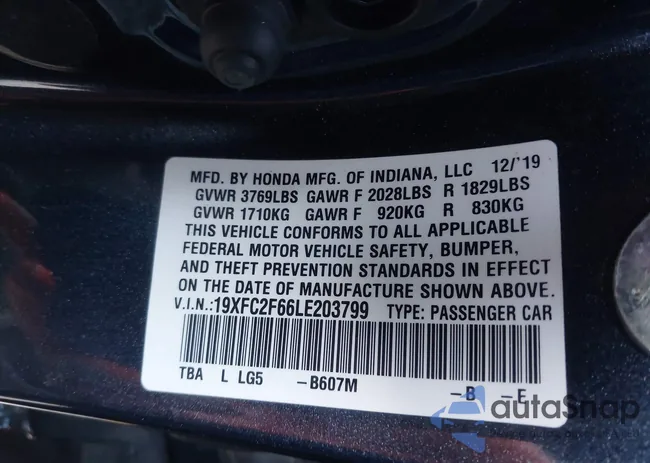 MFD. BY HONDA MFG. OF INDIANA, LLC 12/'19
GVWR 3769LBS GAWR F 2028LBS R 1829LBS
GVWR 1710KG GAWR F 920KG R 830KG
THIS VEHICLE CONFORMS TO ALL APPLICABLE
FEDERAL MOTOR VEHICLE SAFETY, BUMPER,
AND THEFT PREVENTION STANDARDS IN EFFECT
ON THE DATE OF MANUFACTURE SHOWN ABOVE.
V.I.N.:19XFC2F66LE203799 TYPE: PASSENGER CAR
TBA L LG5 -B607M -B -E
autaSnap